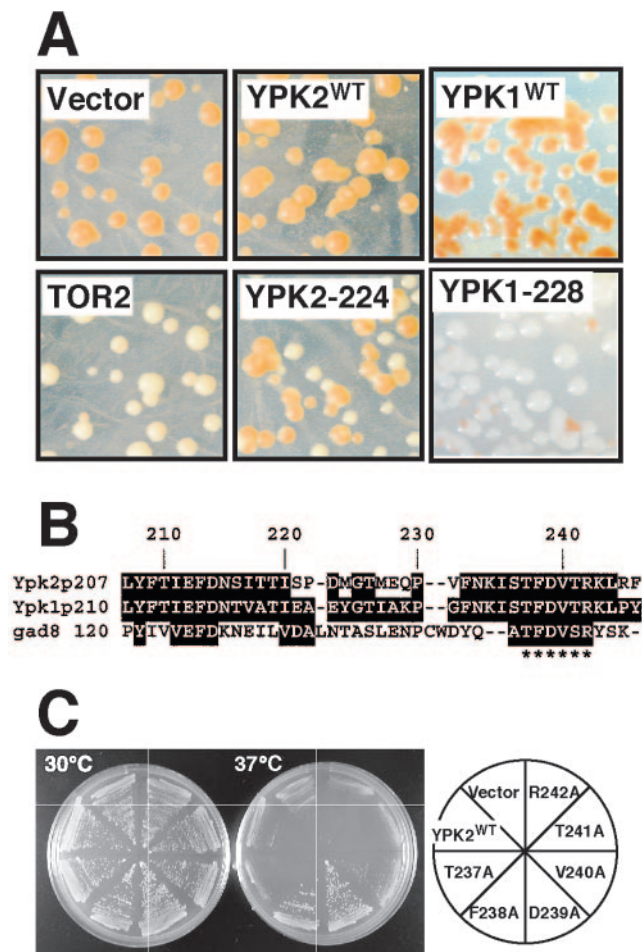 A
Vector YPK2WT YPK1WT
TOR2 YPK2-224 YPK1-228
B
210 220 230 240
Ypk2p207 LYFTIEFDNSITTISP-DMGTMEQP--VFNKISTFDVTRKLRF
Ypk1p210 LYFTIEFDNTVATIEA-EYGTIAKP--GFNKISTFDVTRKLPY
gad8 120 PYIVVEFDKNEILVDALNTASLENPCWDYQ--ATFDVSRYSK-
******
C
30°C 37°C
Vector R242A
YPK2WT T241A
T237A V240A
F238A D239A